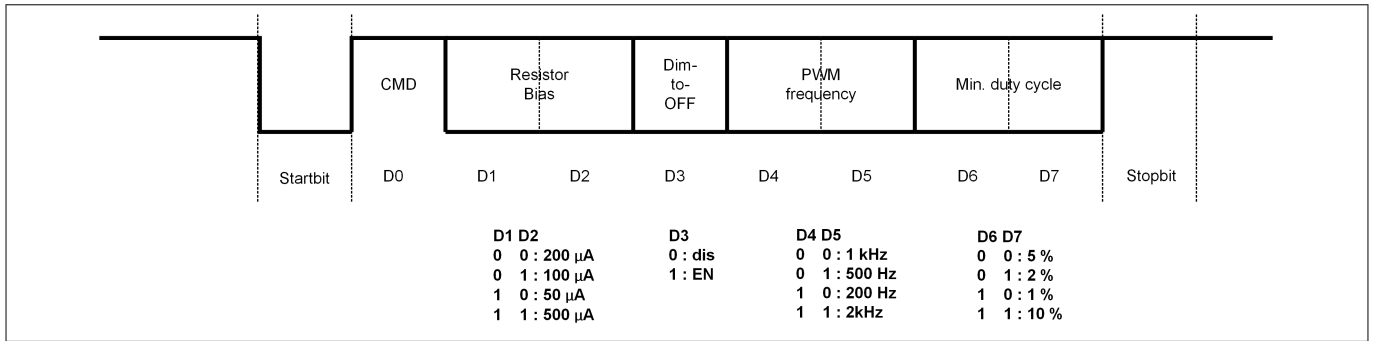 CMD
Resistor
Bias
Dim-
to-
OFF
PWM
frequency
Min. duty cycle
Startbit D0 D1 D2 D3 D4 D5 D6 D7 Stopbit
D1 D2
0 0 : 200 µA
0 1 : 100 µA
1 0 : 50 µA
1 1 : 500 µA
D3
0 : dis
1 : EN
D4 D5
0 0 : 1 kHz
0 1 : 500 Hz
1 0 : 200 Hz
1 1 : 2kHz
D6 D7
0 0 : 5 %
0 1 : 2 %
1 0 : 1 %
1 1 : 10 %